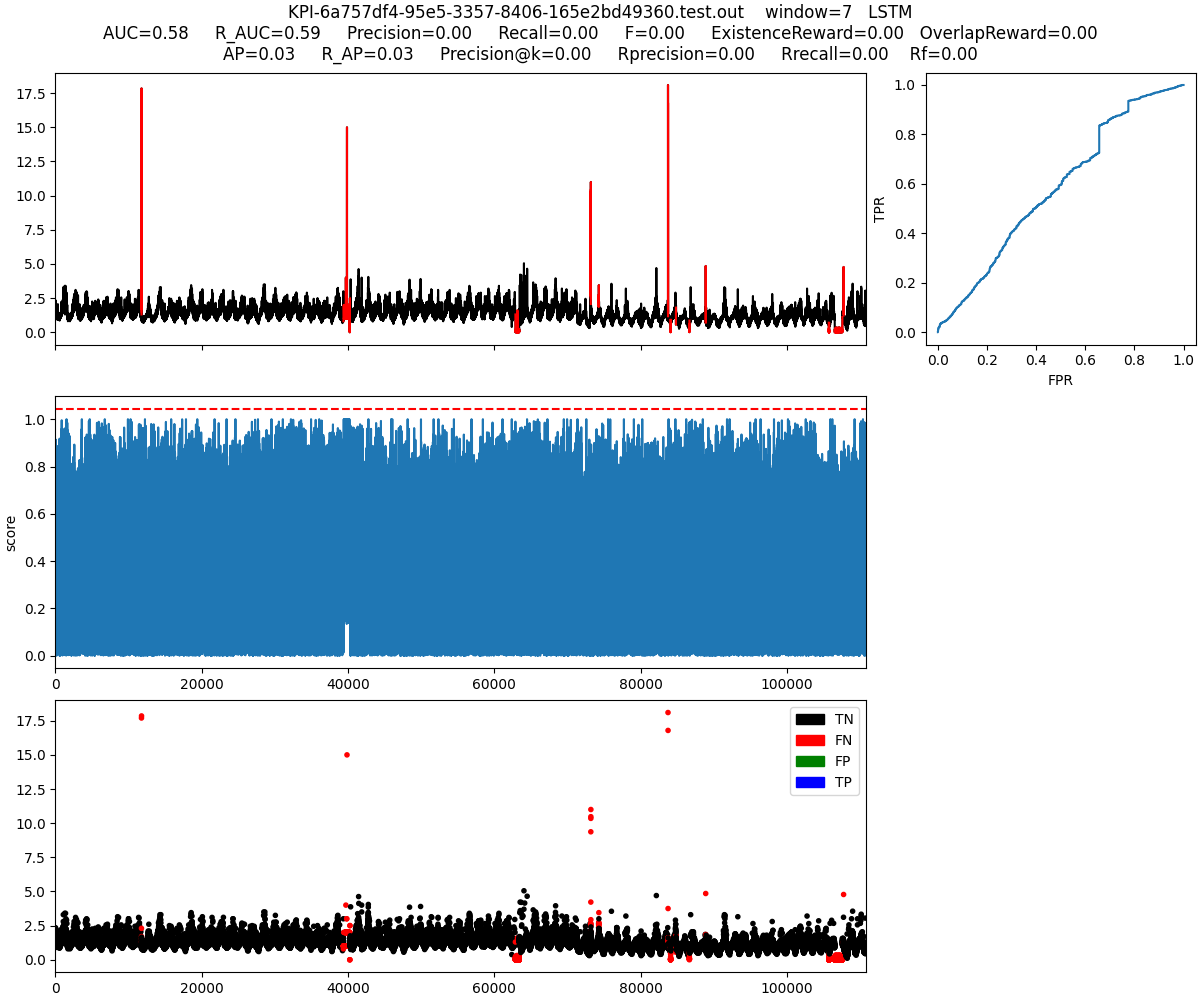 KPI-6a757df4-95e5-3357-8406-165e2bd49360.test.out window=7 LSTM
AUC=0.58 R_AUC=0.59 Precision=0.00 Recall=0.00 F=0.00 ExistenceReward=0.00 OverlapReward=0.00
AP=0.03 R_AP=0.03 Precision@k=0.00 Rprecision=0.00 Rrecall=0.00 Rf=0.00
17.5
15.0
12.5
10.0
7.5
5.0
2.5
0.0
1.0
0.8
0.6
0.4
0.2
0.0
TPR
0.0 0.2 0.4 0.6 0.8 1.0
FPR
1.0
0.8
0.6
0.4
0.2
0.0
score
0 20000 40000 60000 80000 100000
17.5
15.0
12.5
10.0
7.5
5.0
2.5
0.0
TN
FN
FP
TP
0 20000 40000 60000 80000 100000